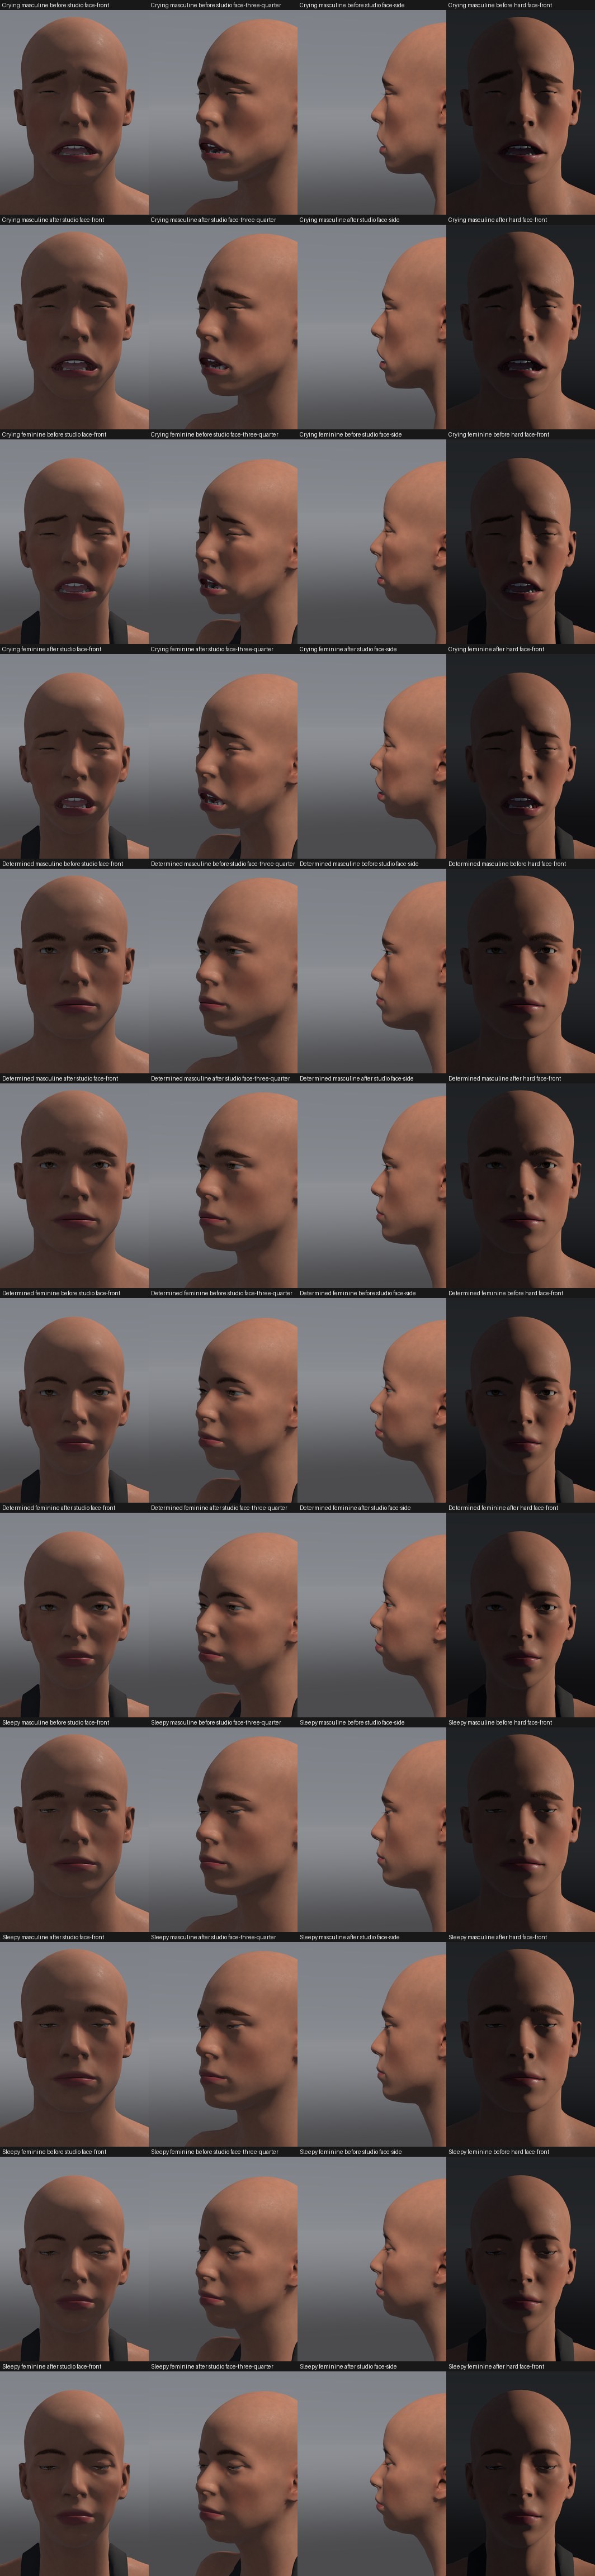 Crying masculine before studio face-front
Crying masculine before studio face-three-quarter
Crying masculine before studio face-side
Crying masculine before hard face-front
Crying masculine after studio face-front
Crying masculine after studio face-three-quarter
Crying masculine after studio face-side
Crying masculine after hard face-front
Crying feminine before studio face-front
Crying feminine before studio face-three-quarter
Crying feminine before studio face-side
Crying feminine before hard face-front
Crying feminine after studio face-front
Crying feminine after studio face-three-quarter
Crying feminine after studio face-side
Crying feminine after hard face-front
Determined masculine before studio face-front
Determined masculine before studio face-three-quarter
Determined masculine before studio face-side
Determined masculine before hard face-front
Determined masculine after studio face-front
Determined masculine after studio face-three-quarter
Determined masculine after studio face-side
Determined masculine after hard face-front
Determined feminine before studio face-front
Determined feminine before studio face-three-quarter
Determined feminine before studio face-side
Determined feminine before hard face-front
Determined feminine after studio face-front
Determined feminine after studio face-three-quarter
Determined feminine after studio face-side
Determined feminine after hard face-front
Sleepy masculine before studio face-front
Sleepy masculine before studio face-three-quarter
Sleepy masculine before studio face-side
Sleepy masculine before hard face-front
Sleepy masculine after studio face-front
Sleepy masculine after studio face-three-quarter
Sleepy masculine after studio face-side
Sleepy masculine after hard face-front
Sleepy feminine before studio face-front
Sleepy feminine before studio face-three-quarter
Sleepy feminine before studio face-side
Sleepy feminine before hard face-front
Sleepy feminine after studio face-front
Sleepy feminine after studio face-three-quarter
Sleepy feminine after studio face-side
Sleepy feminine after hard face-front